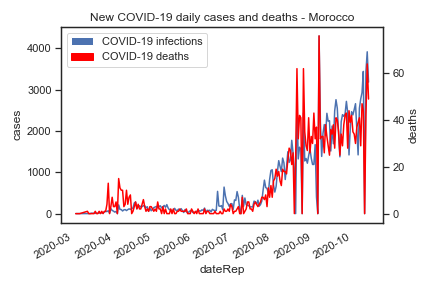 New COVID-19 daily cases and deaths - Morocco
COVID-19 infections
COVID-19 deaths
4000
3000
2000
1000
0
cases
60
40
20
0
deaths
2020-03
2020-04
2020-05
2020-06
2020-07
2020-08
2020-09
2020-10
dateRep